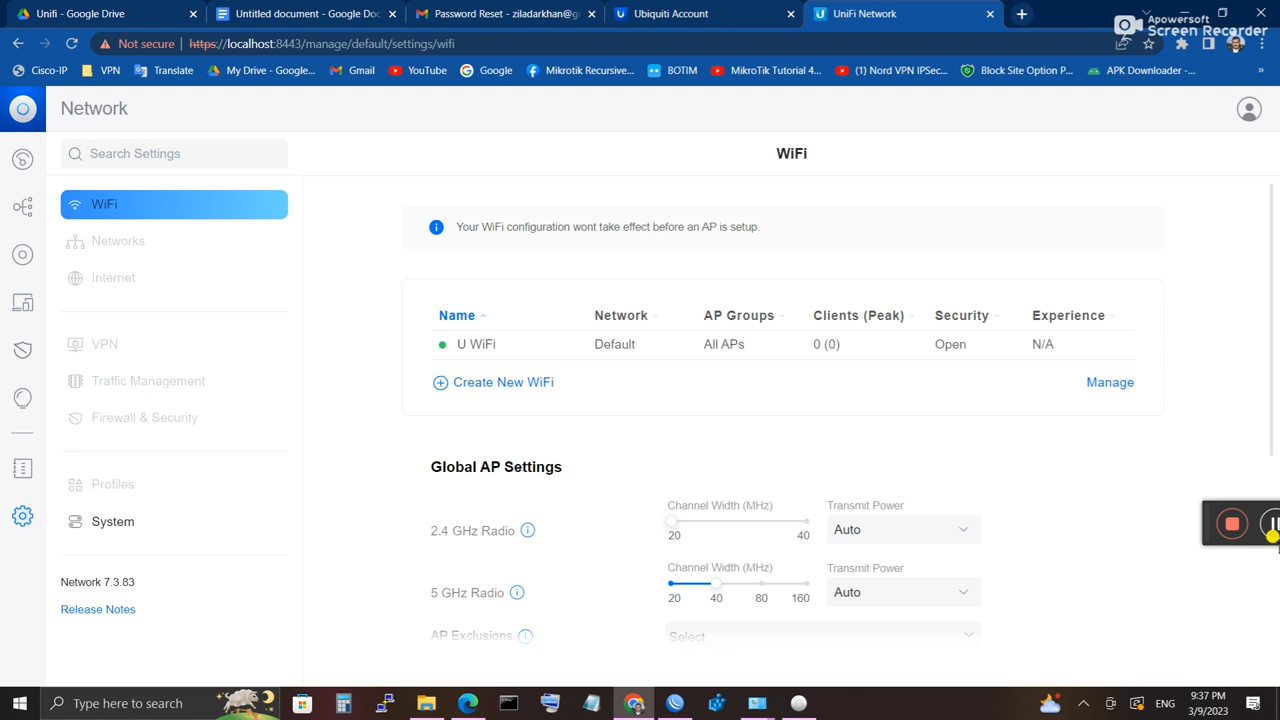 Unifi - Google Drive
Untitled document - Google Doc
Password Reset - ziladarkhan@g
Ubiquiti Account
UniFi Network
Apowersoft
Screen Recorder
Not secure
https://localhost:8443/manage/default/settings/wifi
Cisco-IP
VPN
Translate
My Drive - Google...
Gmail
YouTube
Google
Mikrotik Recursive...
BOTIM
MikroTik Tutorial 4...
(1) Nord VPN IPSec...
Block Site Option P...
APK Downloader -...
»
Network
Search Settings
WiFi
WiFi
Networks
Internet
VPN
Traffic Management
Firewall & Security
Profiles
System
Network 7.3.83
Release Notes
Your WiFi configuration wont take effect before an AP is setup.
Name Network AP Groups Clients (Peak) Security Experience
U WiFi Default All APs 0 (0) Open N/A
Create New WiFi
Manage
Global AP Settings
Channel Width (MHz) Transmit Power
2.4 GHz Radio
Auto
20 40
Channel Width (MHz) Transmit Power
5 GHz Radio
Auto
20 40 80 160
AP Exclusions
Select
Type here to search
ENG
9:37 PM
3/9/2023